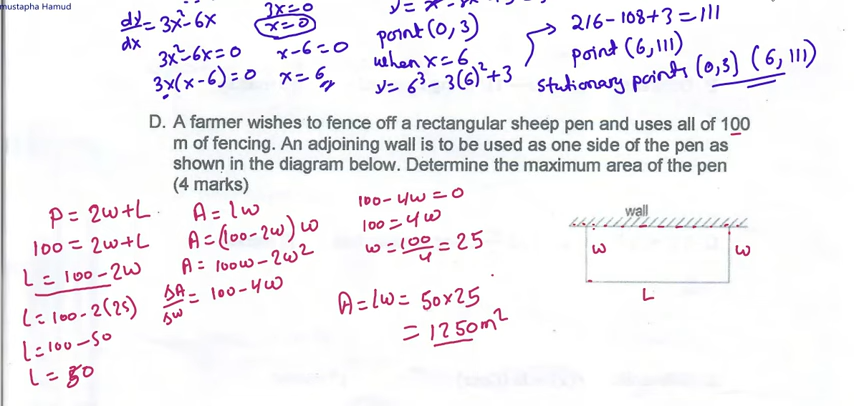 mustapha Hamud
dy/dx = 3x²-6x
3x²-6x=0
3x(x-6)=0
3x=0
x=0
x-6=0
x=6
point (0, 3)
when x=6
y= 6³-3(6)²+3
216-108+3=111
point (6,111)
stationary points (0,3) (6,111)
D. A farmer wishes to fence off a rectangular sheep pen and uses all of 100
m of fencing. An adjoining wall is to be used as one side of the pen as
shown in the diagram below. Determine the maximum area of the pen
(4 marks)
P= 2w+L
100=2w+L
L=100-2w
L=100-2(25)
L=100-50
L=50
A=lw
A=(100-2w)w
A= 100w-2w²
ΔA/Δw = 100-4w
100-4w=0
100=4w
w=100/4=25
A=lw= 50x25
= 1250m²
wall
w
w
L